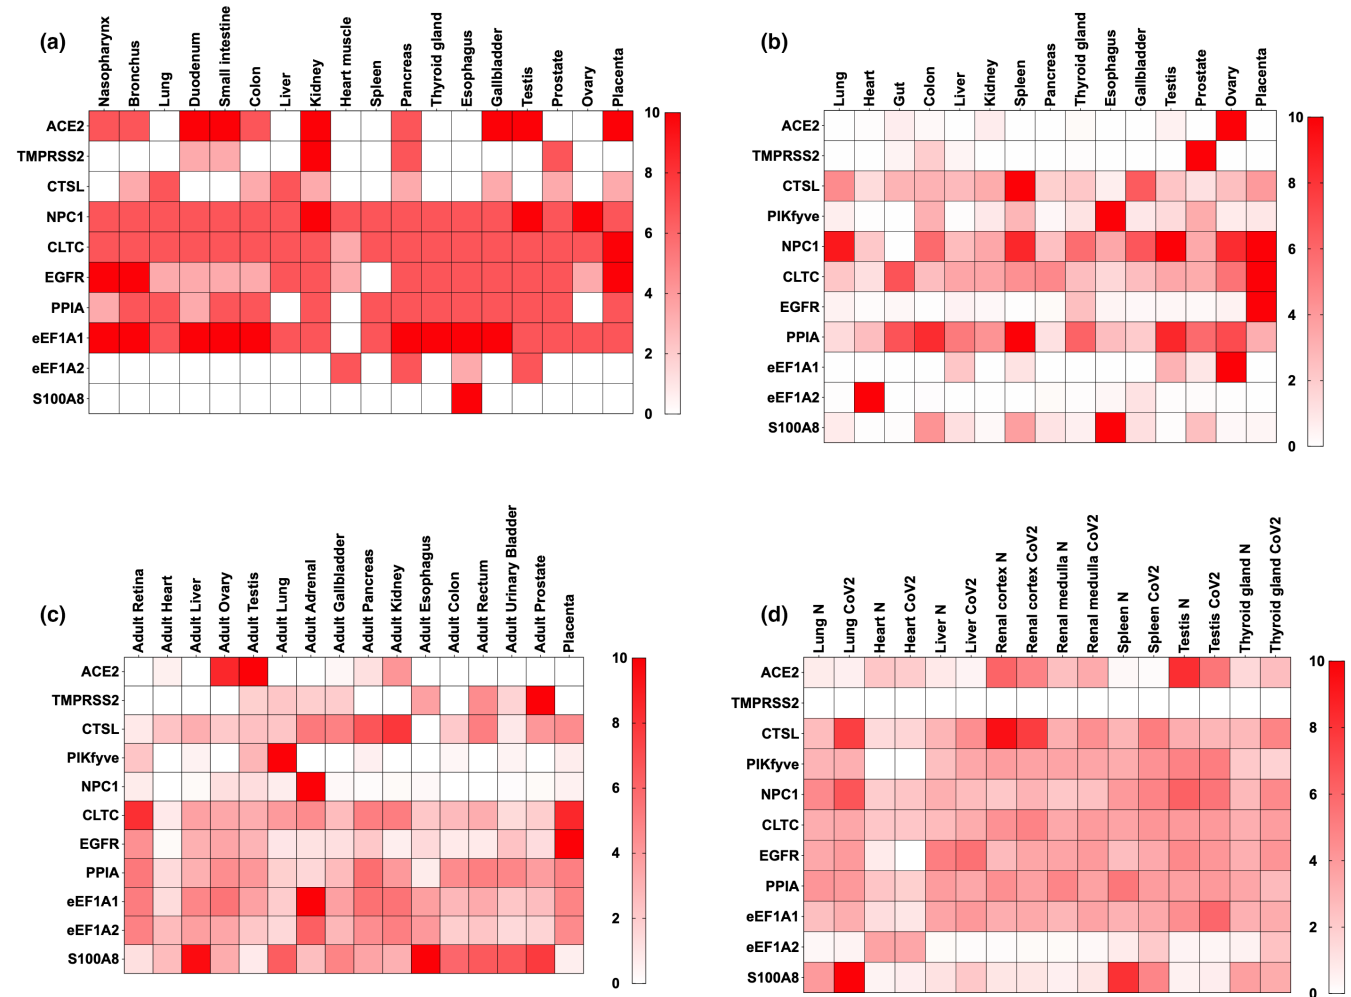 (a)
Nasopharynx
Bronchus
Lung
Duodenum
Small intestine
Colon
Liver
Kidney
Heart muscle
Spleen
Pancreas
Thyroid gland
Esophagus
Gallbladder
Testis
Prostate
Ovary
Placenta
ACE2
TMPRSS2
CTSL
NPC1
CLTC
EGFR
PPIA
eEF1A1
eEF1A2
S100A8
10
8
6
4
2
0
(b)
Lung
Heart
Gut
Colon
Liver
Kidney
Spleen
Pancreas
Thyroid gland
Esophagus
Gallbladder
Testis
Prostate
Ovary
Placenta
ACE2
TMPRSS2
CTSL
PIKfyve
NPC1
CLTC
EGFR
PPIA
eEF1A1
eEF1A2
S100A8
10
8
6
4
2
0
(c)
Adult Retina
Adult Heart
Adult Liver
Adult Ovary
Adult Testis
Adult Lung
Adult Adrenal
Adult Gallbladder
Adult Pancreas
Adult Kidney
Adult Esophagus
Adult Colon
Adult Rectum
Adult Urinary Bladder
Adult Prostate
Placenta
ACE2
TMPRSS2
CTSL
PIKfyve
NPC1
CLTC
EGFR
PPIA
eEF1A1
eEF1A2
S100A8
10
8
6
4
2
0
(d)
Lung N
Lung CoV2
Heart N
Heart CoV2
Liver N
Liver CoV2
Renal cortex N
Renal cortex CoV2
Renal medulla N
Renal medulla CoV2
Spleen N
Spleen CoV2
Testis N
Testis CoV2
Thyroid gland N
Thyroid gland CoV2
ACE2
TMPRSS2
CTSL
PIKfyve
NPC1
CLTC
EGFR
PPIA
eEF1A1
eEF1A2
S100A8
10
8
6
4
2
0